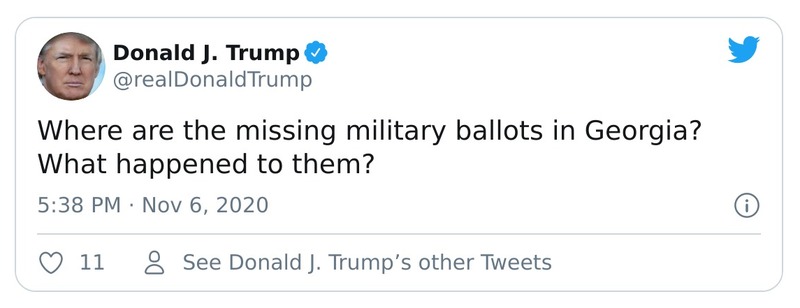 Donald J. Trump
@realDonaldTrump
Where are the missing military ballots in Georgia?
What happened to them?
5:38 PM · Nov 6, 2020
11 See Donald J. Trump’s other Tweets